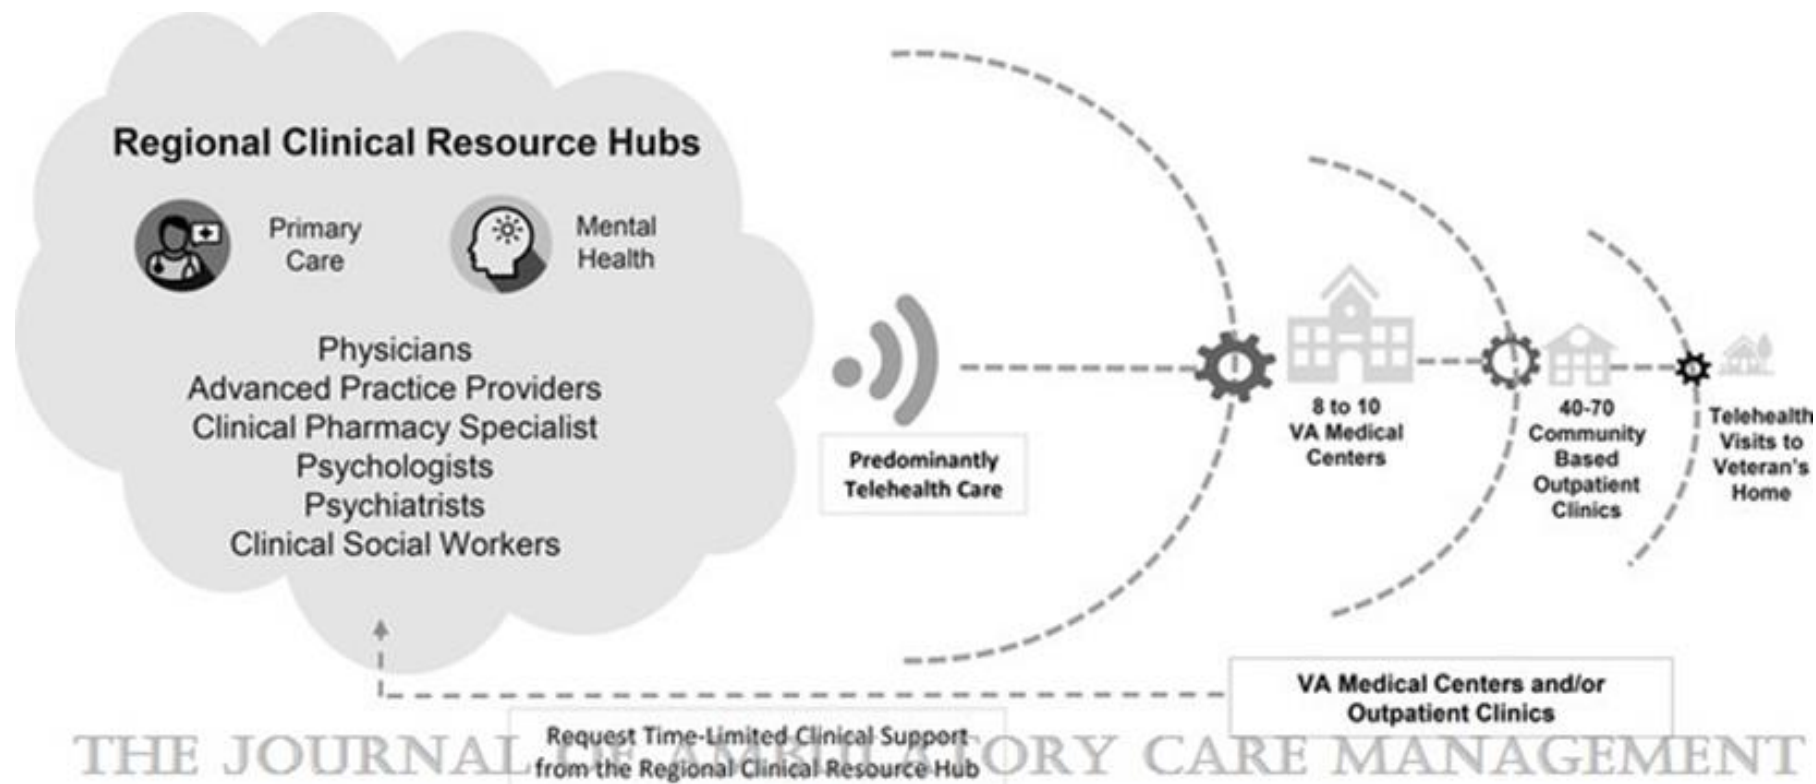 Regional Clinical Resource Hubs
Primary
Care
Mental
Health
Physicians
Advanced Practice Providers
Clinical Pharmacy Specialist
Psychologists
Psychiatrists
Clinical Social Workers
Predominantly
Telehealth Care
8 to 10
VA Medical
Centers
40-70
Community
Based
Outpatient
Clinics
Telehealth
Visits to
Veteran's
Home
VA Medical Centers and/or
Outpatient Clinics
Request Time-Limited Clinical Support
from the Regional Clinical Resource Hub
THE JOURNAL OF AMBULATORY CARE MANAGEMENT